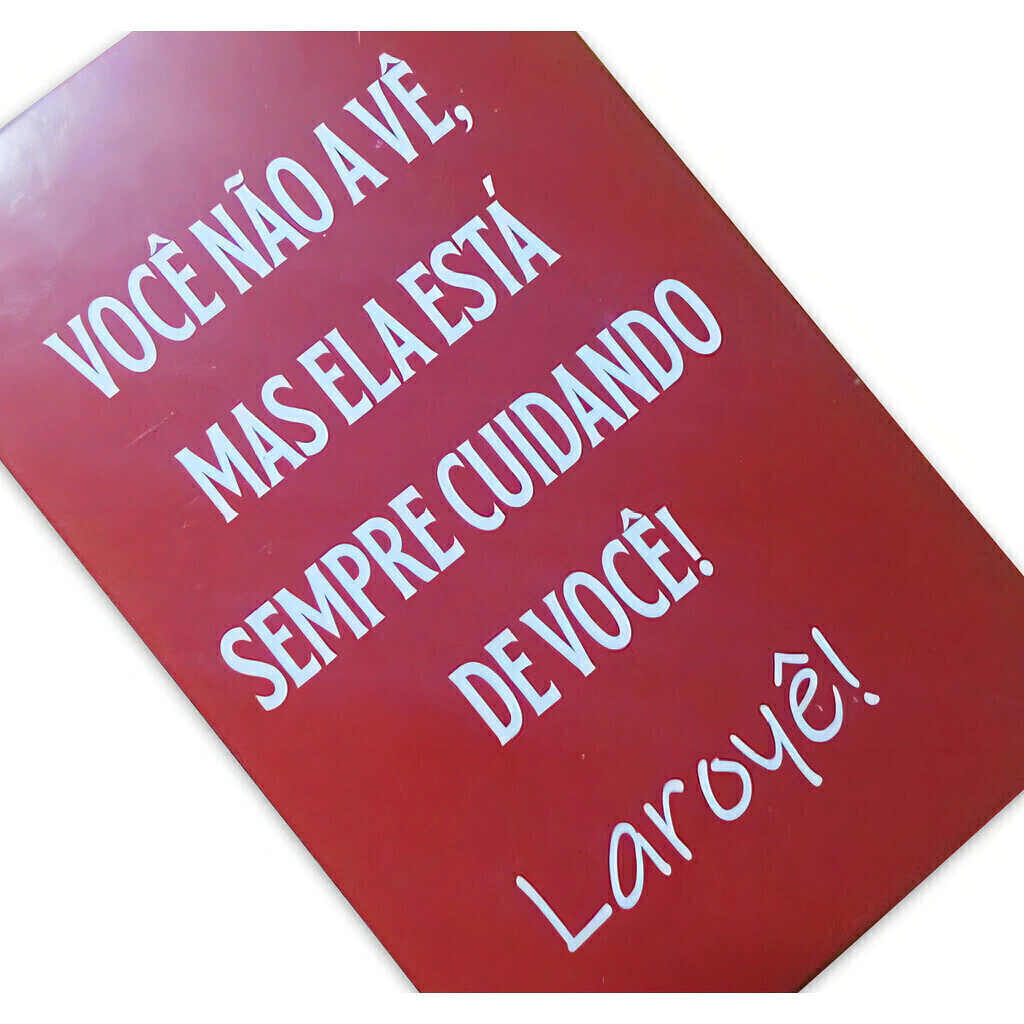 VOCÊ NÃO A VÊ,
MAS ELA ESTÁ
SEMPRE CUIDANDO
DE VOCÊ!
Laroyê!